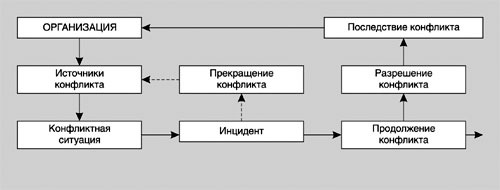 ОРГАНИЗАЦИЯ
Последствие конфликта
Источники
конфликта
Прекращение
конфликта
Разрешение
конфликта
Конфликтная
ситуация
Инцидент
Продолжение
конфликта